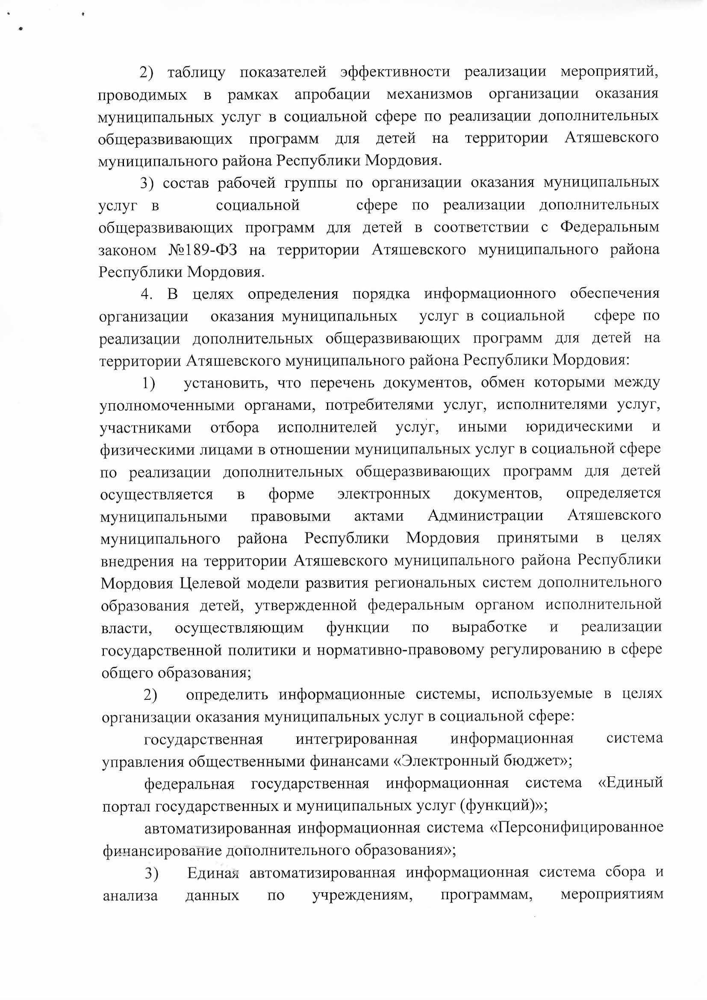 2) таблицу показателей эффективности реализации мероприятий,
проводимых в рамках апробации механизмов организации оказания
муниципальных услуг в социальной сфере по реализации дополнительных
общеразвивающих программ для детей на территории Атяшевского
муниципального района Республики Мордовия.
3) состав рабочей группы по организации оказания муниципальных
услуг в социальной сфере по реализации дополнительных
общеразвивающих программ для детей в соответствии с Федеральным
законом №189-ФЗ на территории Атяшевского муниципального района
Республики Мордовия.
4. В целях определения порядка информационного обеспечения
организации оказания муниципальных услуг в социальной сфере по
реализации дополнительных общеразвивающих программ для детей на
территории Атяшевского муниципального района Республики Мордовия:
1) установить, что перечень документов, обмен которыми между
уполномоченными органами, потребителями услуг, исполнителями услуг,
участниками отбора исполнителей услуг, иными юридическими и
физическими лицами в отношении муниципальных услуг в социальной сфере
по реализации дополнительных общеразвивающих программ для детей
осуществляется в форме электронных документов, определяется
муниципальными правовыми актами Администрации Атяшевского
муниципального района Республики Мордовия принятыми в целях
внедрения на территории Атяшевского муниципального района Республики
Мордовия Целевой модели развития региональных систем дополнительного
образования детей, утвержденной федеральным органом исполнительной
власти, осуществляющим функции по выработке и реализации
государственной политики и нормативно-правовому регулированию в сфере
общего образования;
2) определить информационные системы, используемые в целях
организации оказания муниципальных услуг в социальной сфере:
государственная интегрированная информационная система
управления общественными финансами «Электронный бюджет»;
федеральная государственная информационная система «Единый
портал государственных и муниципальных услуг (функций)»;
автоматизированная информационная система «Персонифицированное
финансирование дополнительного образования»;
3) Единая автоматизированная информационная система сбора и
анализа данных по учреждениям, программам, мероприятиям